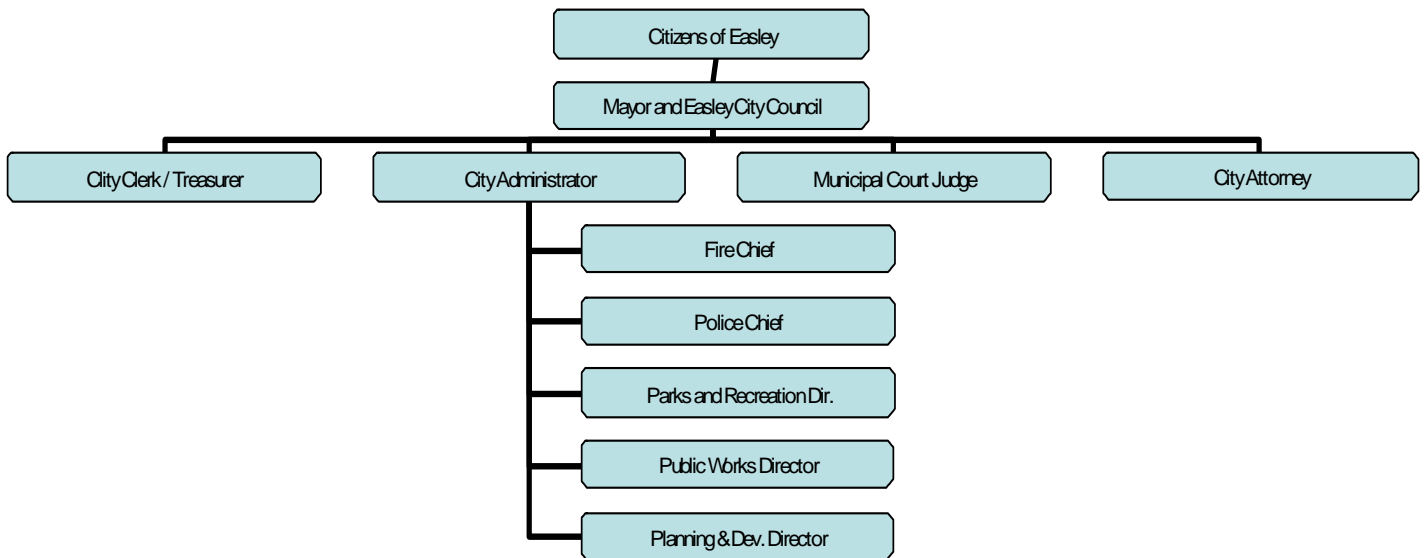 Citizens of Easley
Mayor and Easley City Council
Clity Clerk / Treasurer
City Administrator
Municipal Court Judge
City Attorney
Fire Chief
Police Chief
Parks and Recreation Dir.
Public Works Director
Planning & Dev. Director